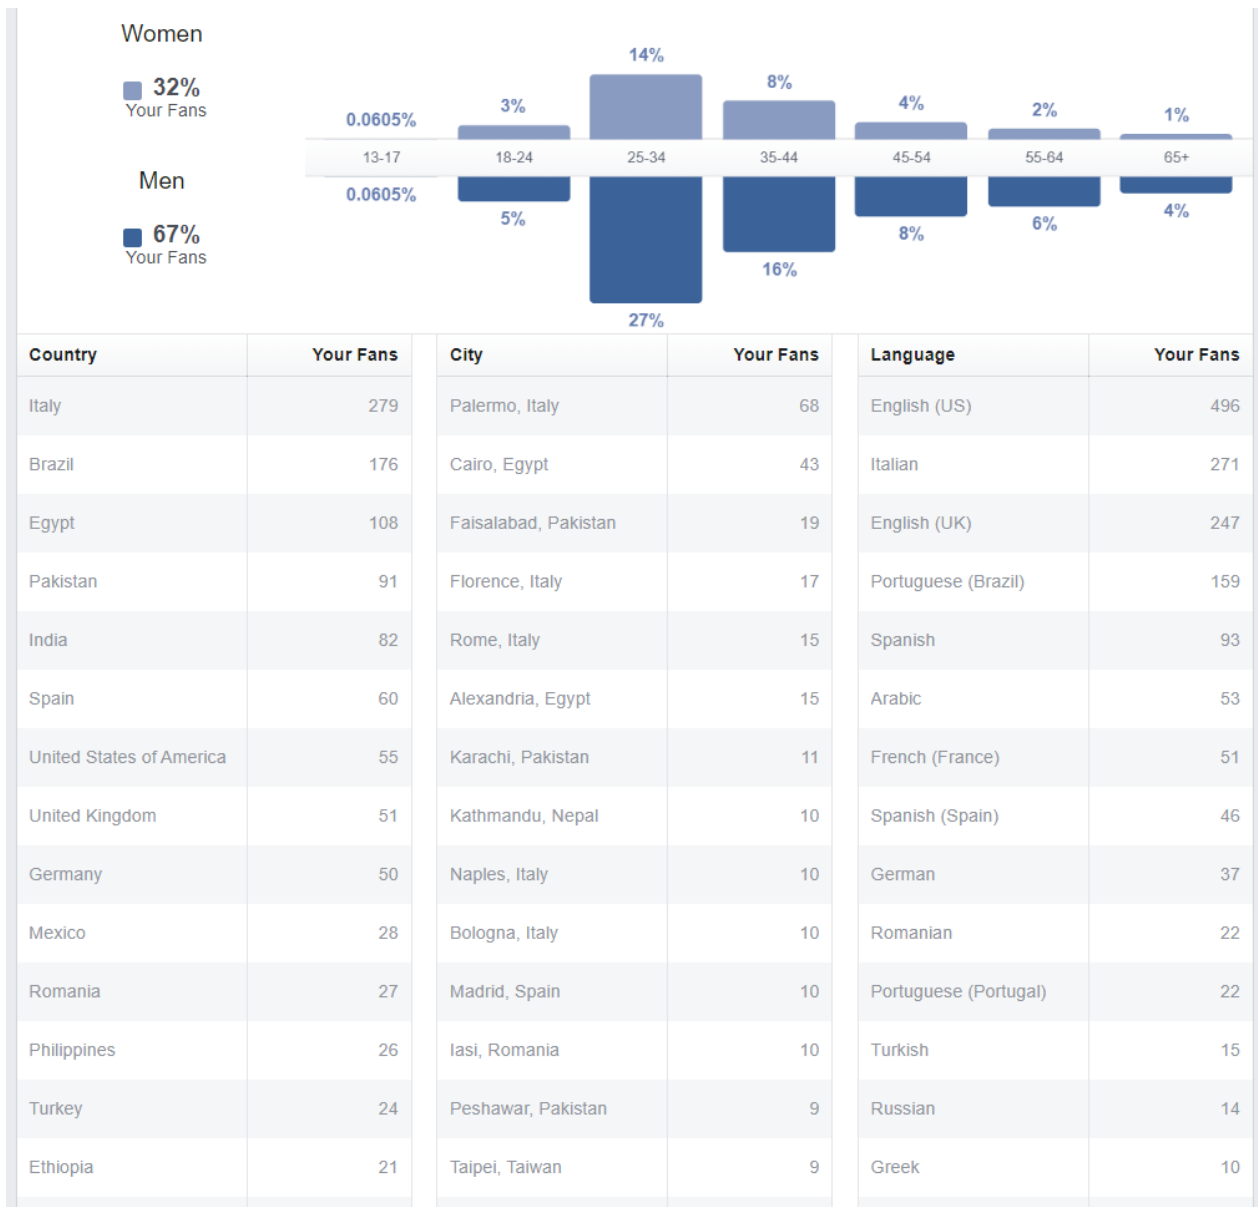 Women
32%
Your Fans
14%
8%
4%
3%
2%
1%
0.0605%
13-17 18-24 25-34 35-44 45-54 55-64 65+
Men
67%
Your Fans
0.0605%
5%
27%
16%
8%
6%
4%
Country Your Fans City Your Fans Language Your Fans
Italy 279 Palermo, Italy 68 English (US) 496
Brazil 176 Cairo, Egypt 43 Italian 271
Egypt 108 Faisalabad, Pakistan 19 English (UK) 247
Pakistan 91 Florence, Italy 17 Portuguese (Brazil) 159
India 82 Rome, Italy 15 Spanish 93
Spain 60 Alexandria, Egypt 15 Arabic 53
United States of America 55 Karachi, Pakistan 11 French (France) 51
United Kingdom 51 Kathmandu, Nepal 10 Spanish (Spain) 46
Germany 50 Naples, Italy 10 German 37
Mexico 28 Bologna, Italy 10 Romanian 22
Romania 27 Madrid, Spain 10 Portuguese (Portugal) 22
Philippines 26 Iasi, Romania 10 Turkish 15
Turkey 24 Peshawar, Pakistan 9 Russian 14
Ethiopia 21 Taipei, Taiwan 9 Greek 10